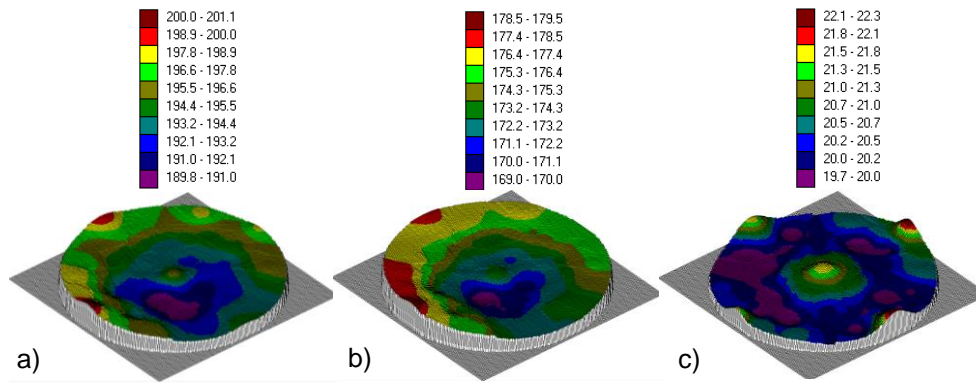 200.0 - 201.1
198.9 - 200.0
197.8 - 198.9
196.6 - 197.8
195.5 - 196.6
194.4 - 195.5
193.2 - 194.4
192.1 - 193.2
191.0 - 192.1
189.8 - 191.0
a)
178.5 - 179.5
177.4 - 178.5
176.4 - 177.4
175.3 - 176.4
174.3 - 175.3
173.2 - 174.3
172.2 - 173.2
171.1 - 172.2
170.0 - 171.1
169.0 - 170.0
b)
22.1 - 22.3
21.8 - 22.1
21.5 - 21.8
21.3 - 21.5
21.0 - 21.3
20.7 - 21.0
20.5 - 20.7
20.2 - 20.5
20.0 - 20.2
19.7 - 20.0
c)